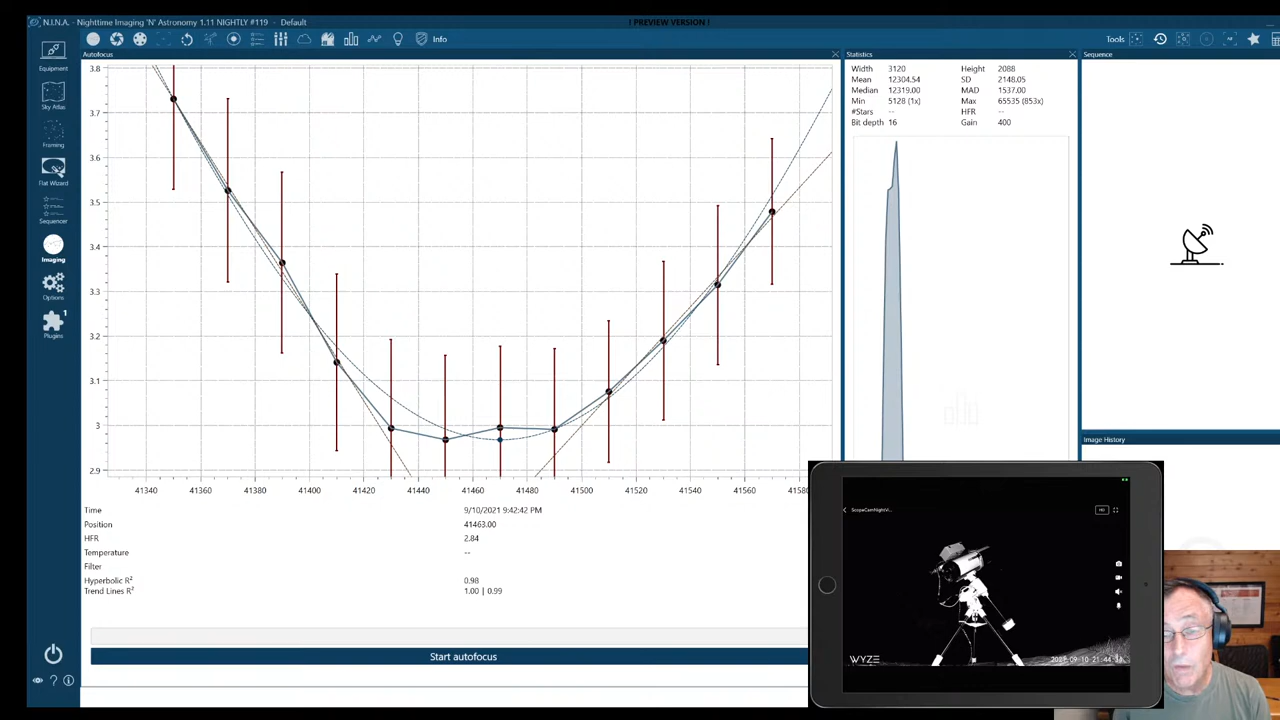 N.I.N.A. - Nighttime Imaging 'N' Astronomy 1.11 NIGHTLY #119 - Default
! PREVIEW VERSION !
Info
Tools
Equipment
Sky Atlas
Framing
Flat Wizard
Sequencer
Imaging
Options
Plugins
1
Autofocus
3.8
3.7
3.6
3.5
3.4
3.3
3.2
3.1
3
2.9
41340 41360 41380 41400 41420 41440 41460 41480 41500 41520 41540 41560 41580
Time 9/10/2021 9:42:42 PM
Position 41463.00
HFR 2.84
Temperature --
Filter
Hyperbolic R² 0.98
Trend Lines R² 1.00 | 0.99
Start autofocus
Statistics
Width 3120 Height 2088
Mean 12304.54 SD 2148.05
Median 12319.00 MAD 1537.00
Min 5128 (1x) Max 65535 (853x)
#Stars -- HFR --
Bit depth 16 Gain 400
Sequence
Image History
ScopeCamNightVi...
HD
WYZE